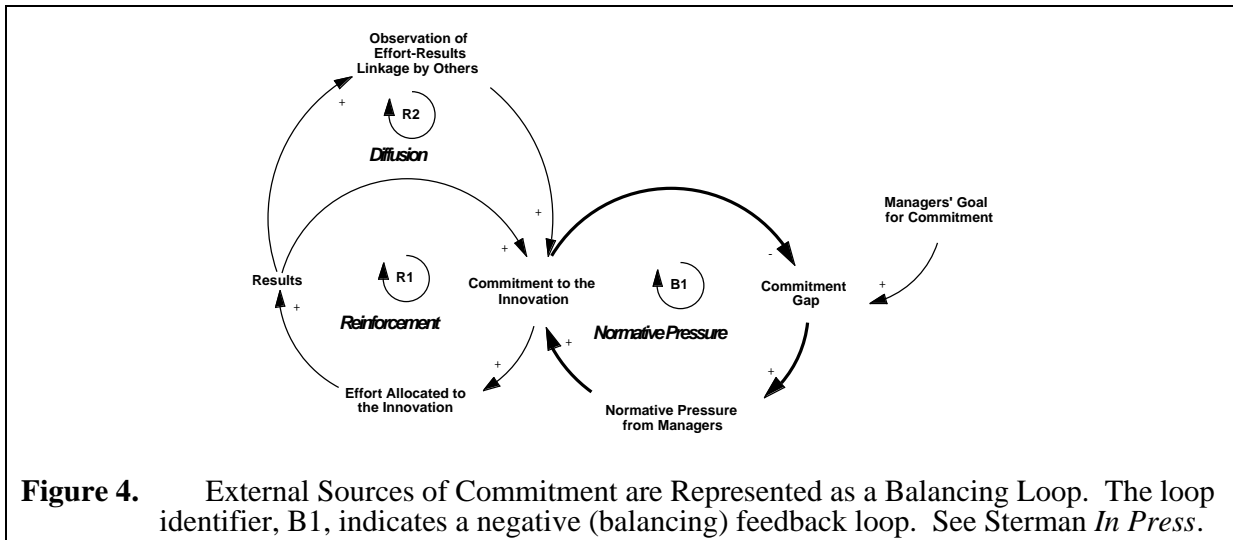 Observation of
Effort-Results
Linkage by Others
+
R2
Diffusion
Managers' Goal
for Commitment
+
+
-
Results
R1
Commitment to the
Innovation
B1
Commitment
Gap
+
+
Reinforcement
Normative Pressure
+
+
+
Effort Allocated to
the Innovation
Normative Pressure
from Managers
Figure 4. External Sources of Commitment are Represented as a Balancing Loop. The loop
identifier, B1, indicates a negative (balancing) feedback loop. See Sterman In Press.